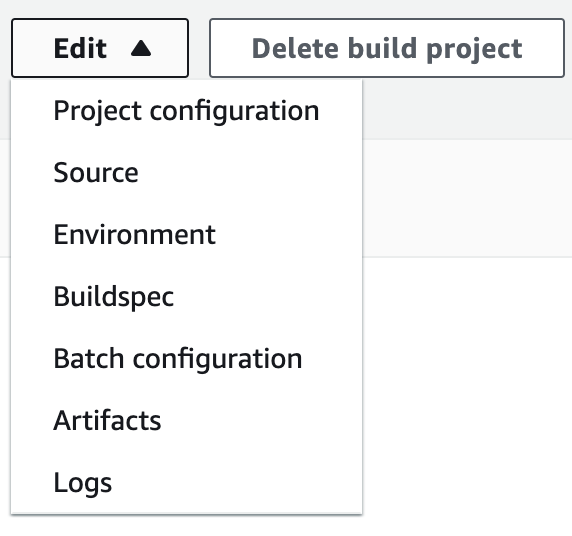 Edit
Delete build project
Project configuration
Source
Environment
Buildspec
Batch configuration
Artifacts
Logs